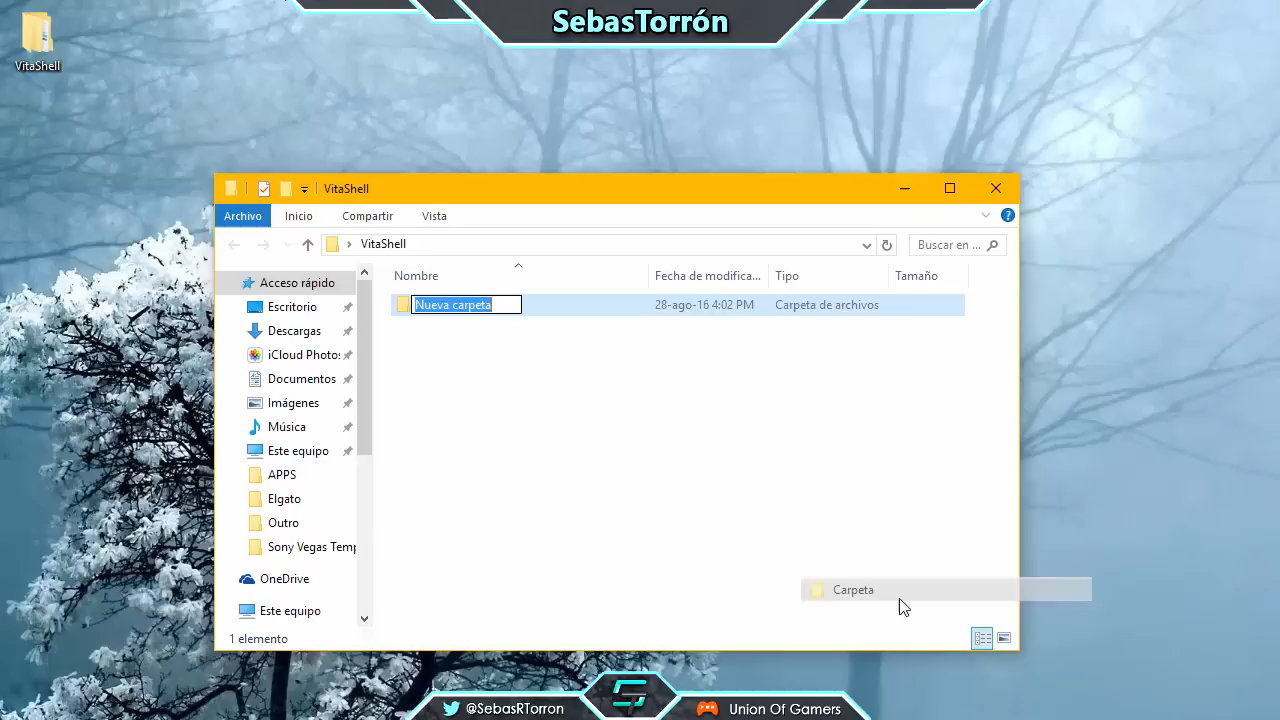 SebasTorrón
VitaShell
VitaShell
Archivo Inicio Compartir Vista
VitaShell
Buscar en ...
Nombre Fecha de modifica... Tipo Tamaño
Nueva carpeta 28-ago-16 4:02 PM Carpeta de archivos
Acceso rápido
Escritorio
Descargas
iCloud Photos
Documentos
Imágenes
Música
Este equipo
APPS
Elgato
Outro
Sony Vegas Temp
OneDrive
Este equipo
Carpeta
1 elemento
@SebasRTorron
Union Of Gamers